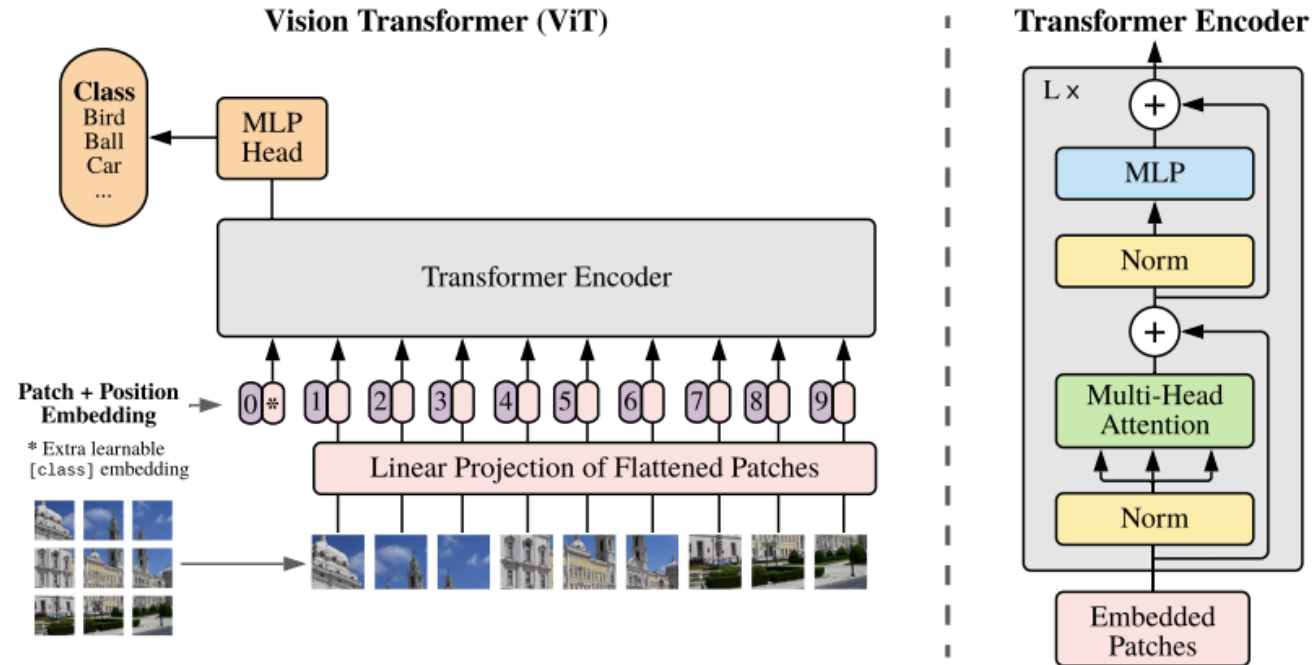 Vision Transformer (ViT)
Class
Bird
Ball
Car
...
MLP
Head
Transformer Encoder
Patch + Position
Embedding
0 * 1 2 3 4 5 6 7 8 9
* Extra learnable
[class] embedding
Linear Projection of Flattened Patches
Transformer Encoder
L x
+
MLP
Norm
+
Multi-Head
Attention
Norm
Embedded
Patches